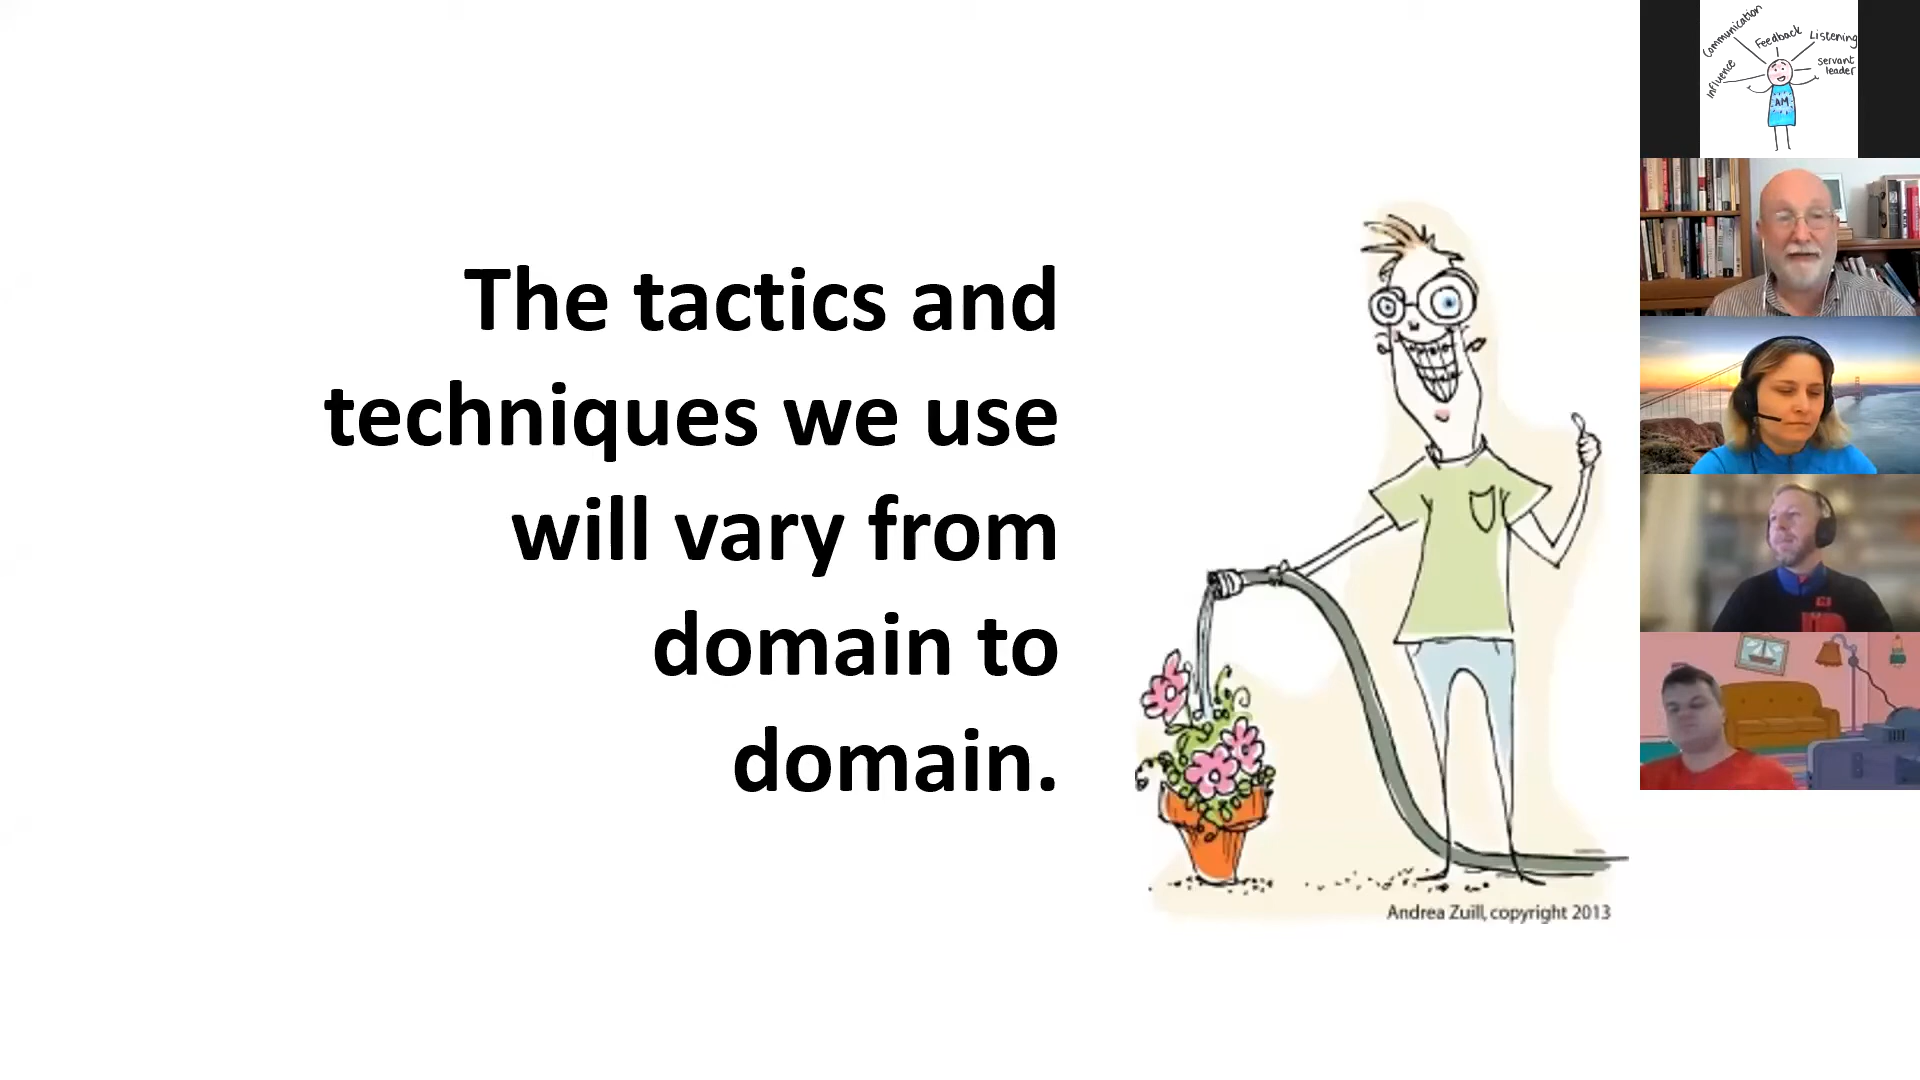 The tactics and
techniques we use
will vary from
domain to
domain.
Andrea Zuill, copyright 2013
Communication
Feedback
Listening
Influence
servant
leader
AM